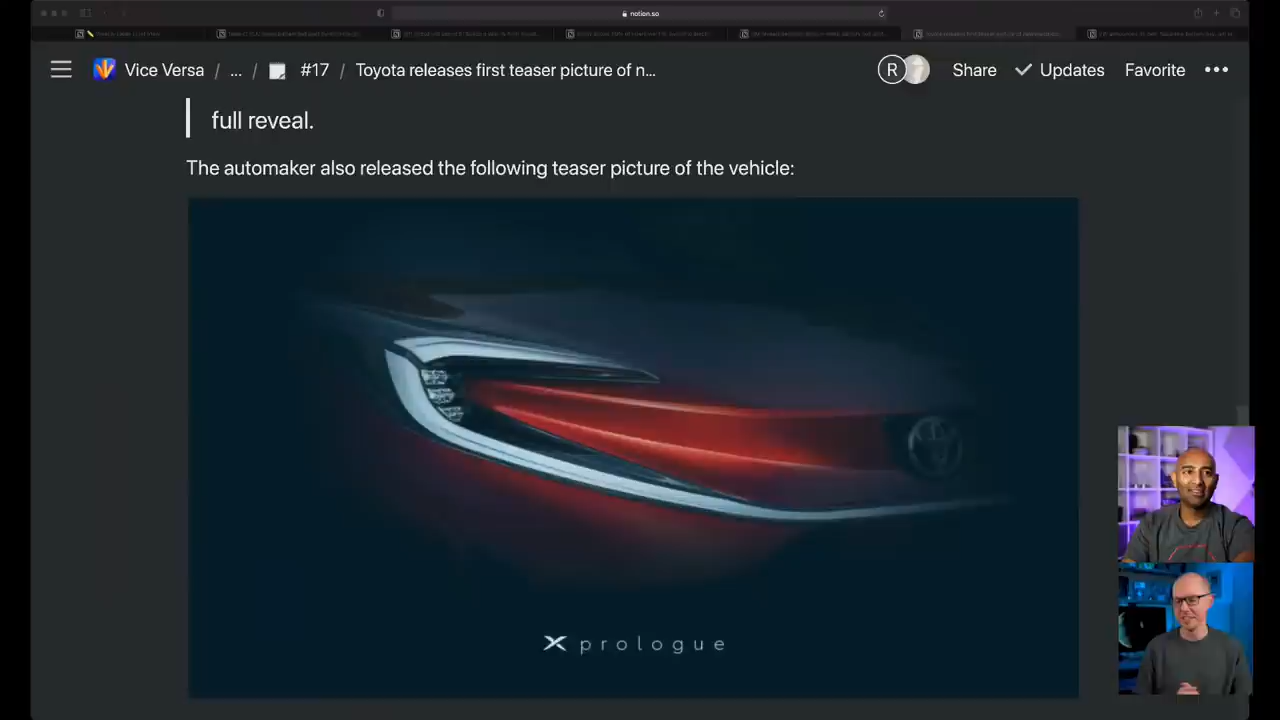 notion.so
Vice Versa / ... / #17 / Toyota releases first teaser picture of n...
R Share Updates Favorite
full reveal.
The automaker also released the following teaser picture of the vehicle:
X prologue